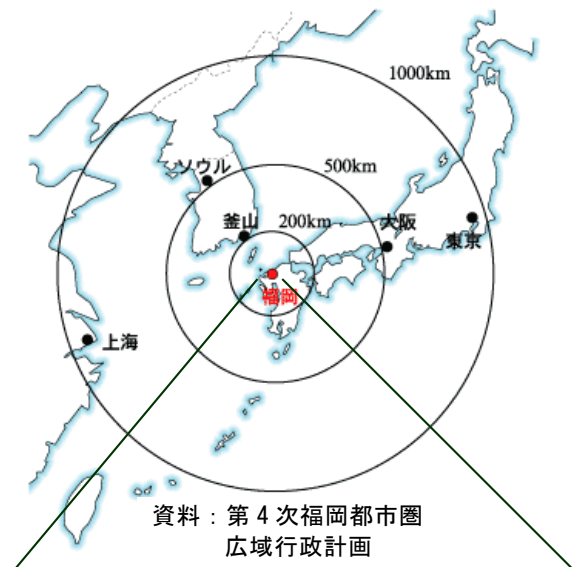 1000km
ソウル
500km
釜山
200km
大阪
東京
福岡
上海
資料：第４次福岡都市圏
広域行政計画